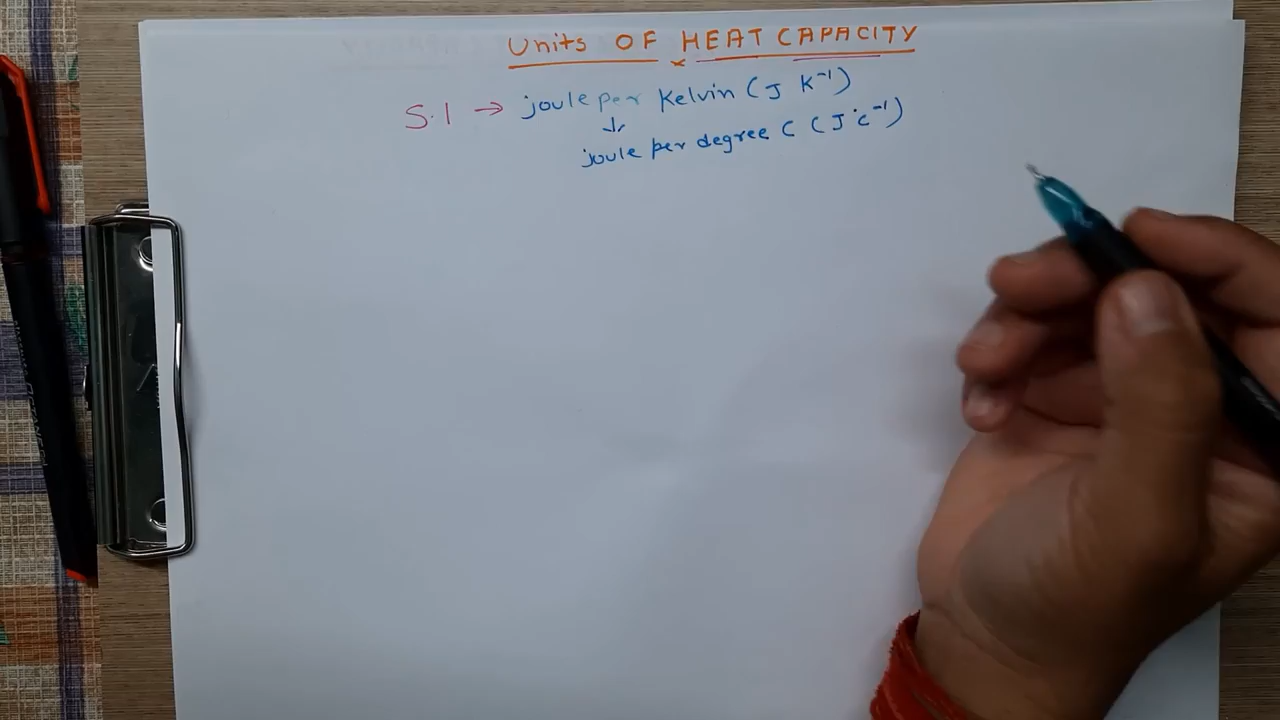 Units OF HEAT CAPACITY
S.I → joule per Kelvin (J K⁻¹)
↓
joule per degree C (J °c⁻¹)